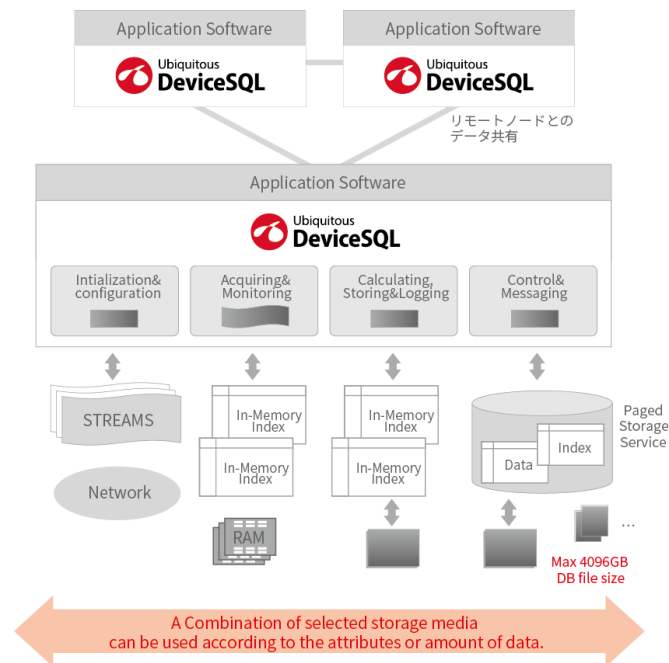 Application Software
Ubiquitous
DeviceSQL
Application Software
Ubiquitous
DeviceSQL
リモートノードとの
データ共有
Application Software
Ubiquitous
DeviceSQL
Intialization&
configuration
Acquiring&
Monitoring
Calculating,
Storing&Logging
Control&
Messaging
STREAMS
Network
In-Memory
Index
In-Memory
Index
RAM
In-Memory
Index
In-Memory
Index
Data
Index
Paged
Storage
Service
...
Max 4096GB
DB file size
A Combination of selected storage media
can be used according to the attributes or amount of data.